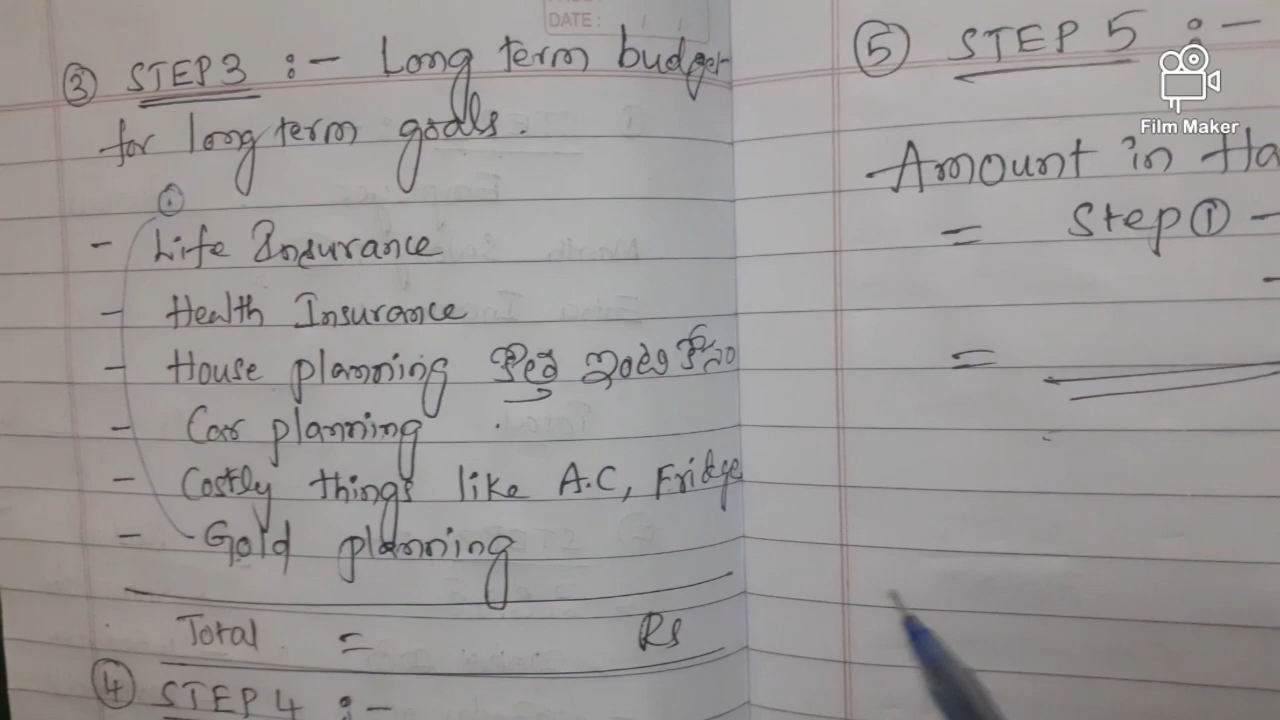 DATE:
③ STEP 3 :- Long term budget
for long term goals.
①
- Life Insurance
- Health Insurance
- House planning
- Car planning
- Costly things like A.C, Fridge
- Gold planning
Total = Rs
④ STEP 4 :-
⑤ STEP 5 :-
Film Maker
Amount in Ha
= Step ① -
=